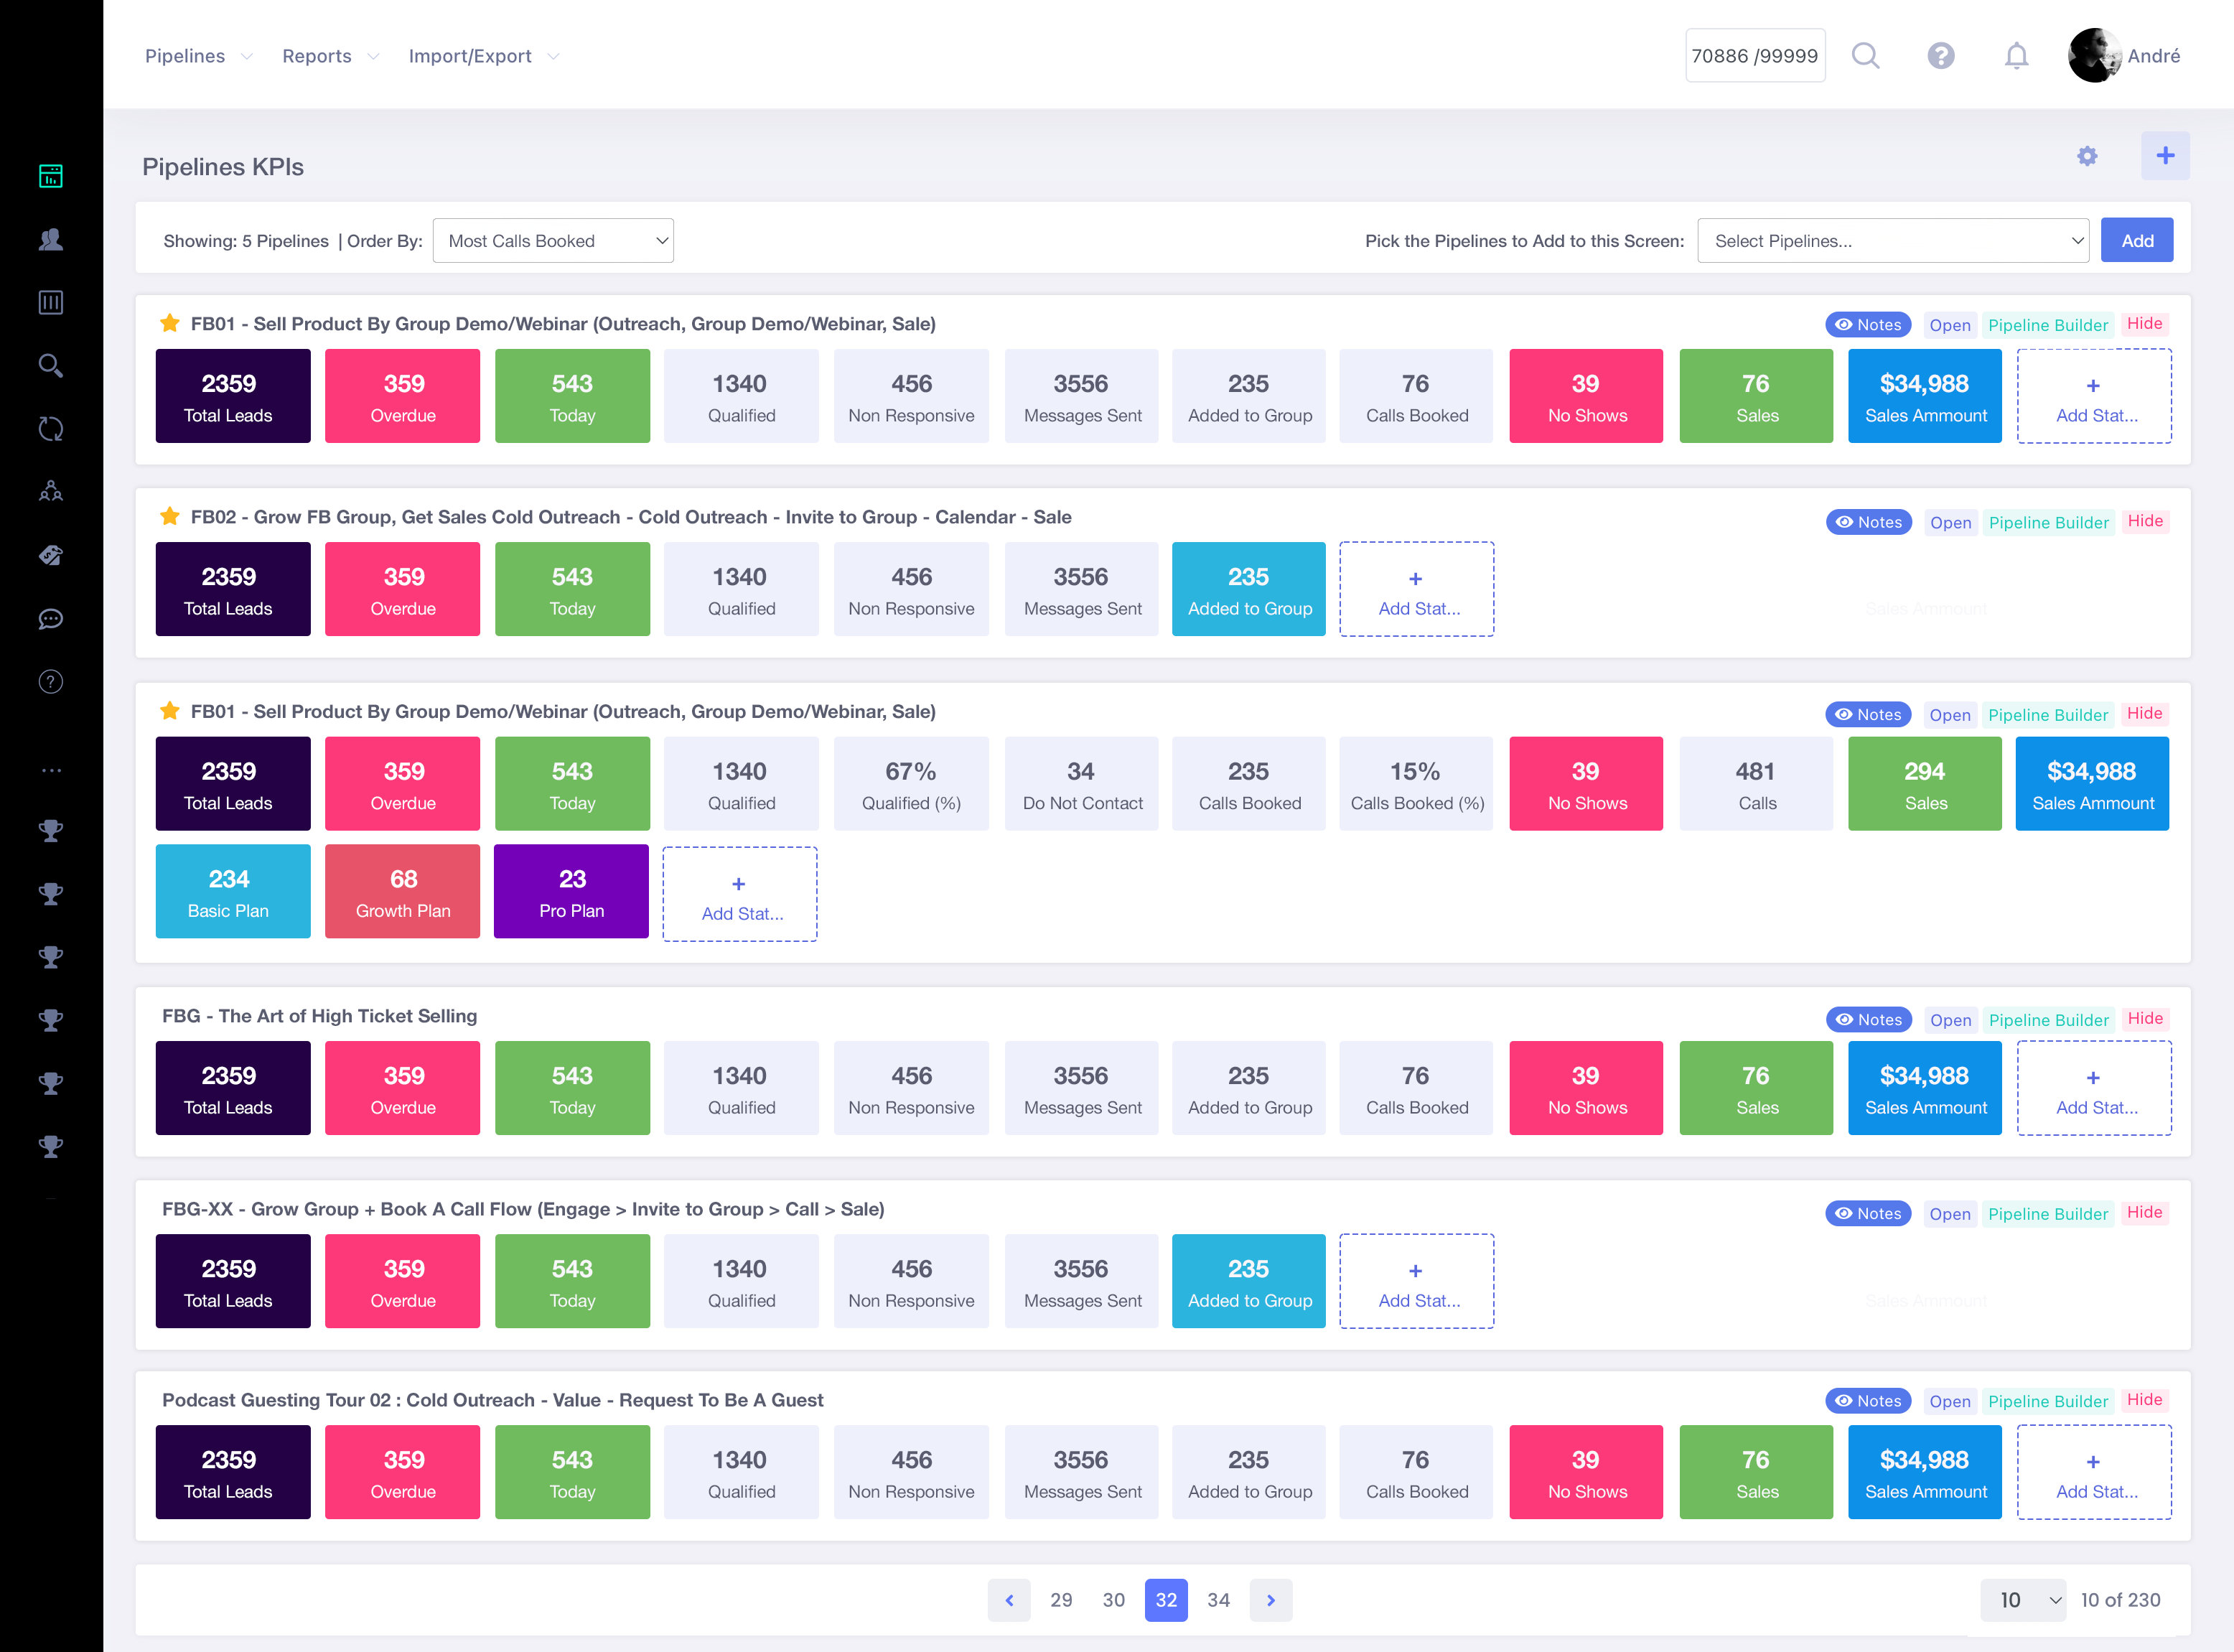 Pipelines Reports Import/Export 70886 /99999 André
Pipelines KPIs
Showing: 5 Pipelines | Order By: Most Calls Booked Pick the Pipelines to Add to this Screen: Select Pipelines... Add
FB01 - Sell Product By Group Demo/Webinar (Outreach, Group Demo/Webinar, Sale) Notes Open Pipeline Builder Hide
2359 359 543 1340 456 3556 235 76 39 76 $34,988 +
Total Leads Overdue Today Qualified Non Responsive Messages Sent Added to Group Calls Booked No Shows Sales Sales Ammount Add Stat...
FB02 - Grow FB Group, Get Sales Cold Outreach - Cold Outreach - Invite to Group - Calendar - Sale Notes Open Pipeline Builder Hide
2359 359 543 1340 456 3556 235 +
Total Leads Overdue Today Qualified Non Responsive Messages Sent Added to Group Add Stat... Sales Ammount
FB01 - Sell Product By Group Demo/Webinar (Outreach, Group Demo/Webinar, Sale) Notes Open Pipeline Builder Hide
2359 359 543 1340 67% 34 235 15% 39 481 294 $34,988
Total Leads Overdue Today Qualified Qualified (%) Do Not Contact Calls Booked Calls Booked (%) No Shows Calls Sales Sales Ammount
234 68 23 +
Basic Plan Growth Plan Pro Plan Add Stat...
FBG - The Art of High Ticket Selling Notes Open Pipeline Builder Hide
2359 359 543 1340 456 3556 235 76 39 76 $34,988 +
Total Leads Overdue Today Qualified Non Responsive Messages Sent Added to Group Calls Booked No Shows Sales Sales Ammount Add Stat...
FBG-XX - Grow Group + Book A Call Flow (Engage > Invite to Group > Call > Sale) Notes Open Pipeline Builder Hide
2359 359 543 1340 456 3556 235 +
Total Leads Overdue Today Qualified Non Responsive Messages Sent Added to Group Add Stat... Sales Ammount
Podcast Guesting Tour 02 : Cold Outreach - Value - Request To Be A Guest Notes Open Pipeline Builder Hide
2359 359 543 1340 456 3556 235 76 39 76 $34,988 +
Total Leads Overdue Today Qualified Non Responsive Messages Sent Added to Group Calls Booked No Shows Sales Sales Ammount Add Stat...
29 30 32 34 10 10 of 230